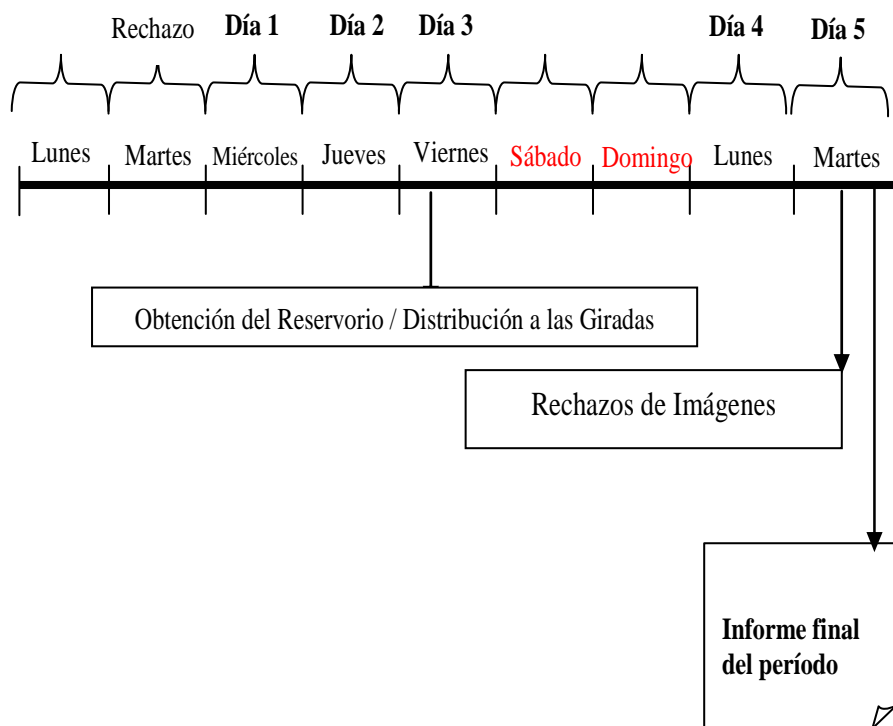 Rechazo Día 1 Día 2 Día 3 Día 4 Día 5
Lunes Martes Miércoles Jueves Viernes Sábado Domingo Lunes Martes
Obtención del Reservorio / Distribución a las Giradas
Rechazos de Imágenes
Informe final
del período